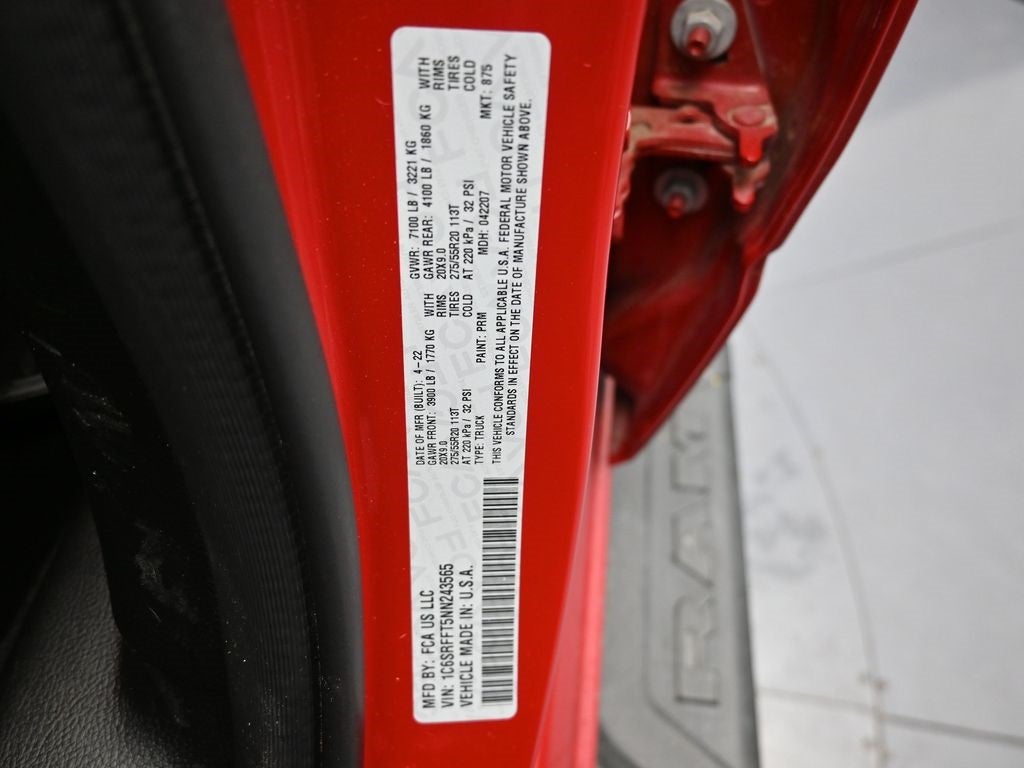 MFD BY: FCA US LLC
VIN: 1C6SRFFT5NN243565
VEHICLE MADE IN: U.S.A.
DATE OF MFR (BUILT): 4-22
GVWR: 7100 LB / 3221 KG
GAWR FRONT: 3900 LB / 1770 KG WITH
20X9.0 RIMS
275/55R20 113T TIRES
AT 220 kPa / 32 PSI COLD
GAWR REAR: 4100 LB / 1860 KG WITH
20X9.0 RIMS
275/55R20 113T TIRES
AT 220 kPa / 32 PSI COLD
TYPE: TRUCK PAINT: PRM MDH: 042207 MKT: 875
THIS VEHICLE CONFORMS TO ALL APPLICABLE U.S.A. FEDERAL MOTOR VEHICLE SAFETY
STANDARDS IN EFFECT ON THE DATE OF MANUFACTURE SHOWN ABOVE.
RAM